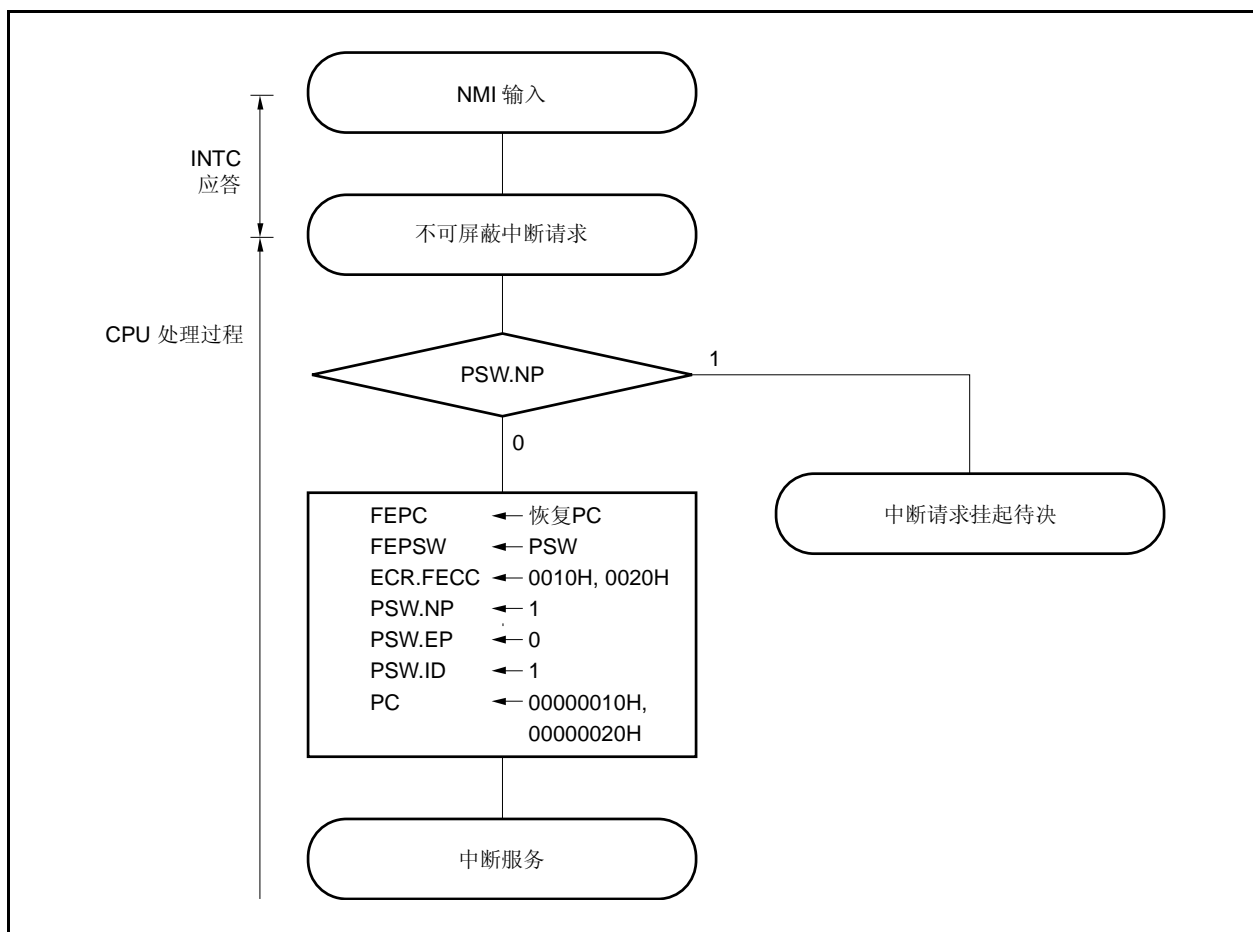 NMI 输入
INTC
应答
不可屏蔽中断请求
CPU 处理过程
PSW.NP
1
0
FEPC ← 恢复PC
FEPSW ← PSW
ECR.FECC ← 0010H, 0020H
PSW.NP ← 1
PSW.EP ← 0
PSW.ID ← 1
PC ← 00000010H,
00000020H
中断请求挂起待决
中断服务